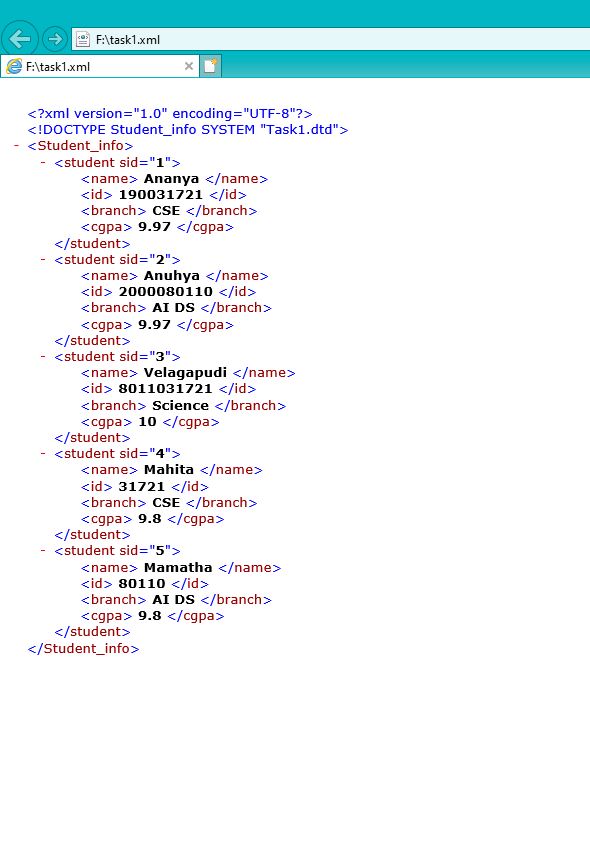 F:\task1.xml
F:\task1.xml
<?xml version="1.0" encoding="UTF-8"?>
<!DOCTYPE Student_info SYSTEM "Task1.dtd">
- <Student_info>
- <student sid="1">
<name> Ananya </name>
<id> 190031721 </id>
<branch> CSE </branch>
<cgpa> 9.97 </cgpa>
</student>
- <student sid="2">
<name> Anuhya </name>
<id> 2000080110 </id>
<branch> AI DS </branch>
<cgpa> 9.97 </cgpa>
</student>
- <student sid="3">
<name> Velagapudi </name>
<id> 8011031721 </id>
<branch> Science </branch>
<cgpa> 10 </cgpa>
</student>
- <student sid="4">
<name> Mahita </name>
<id> 31721 </id>
<branch> CSE </branch>
<cgpa> 9.8 </cgpa>
</student>
- <student sid="5">
<name> Mamatha </name>
<id> 80110 </id>
<branch> AI DS </branch>
<cgpa> 9.8 </cgpa>
</student>
</Student_info>